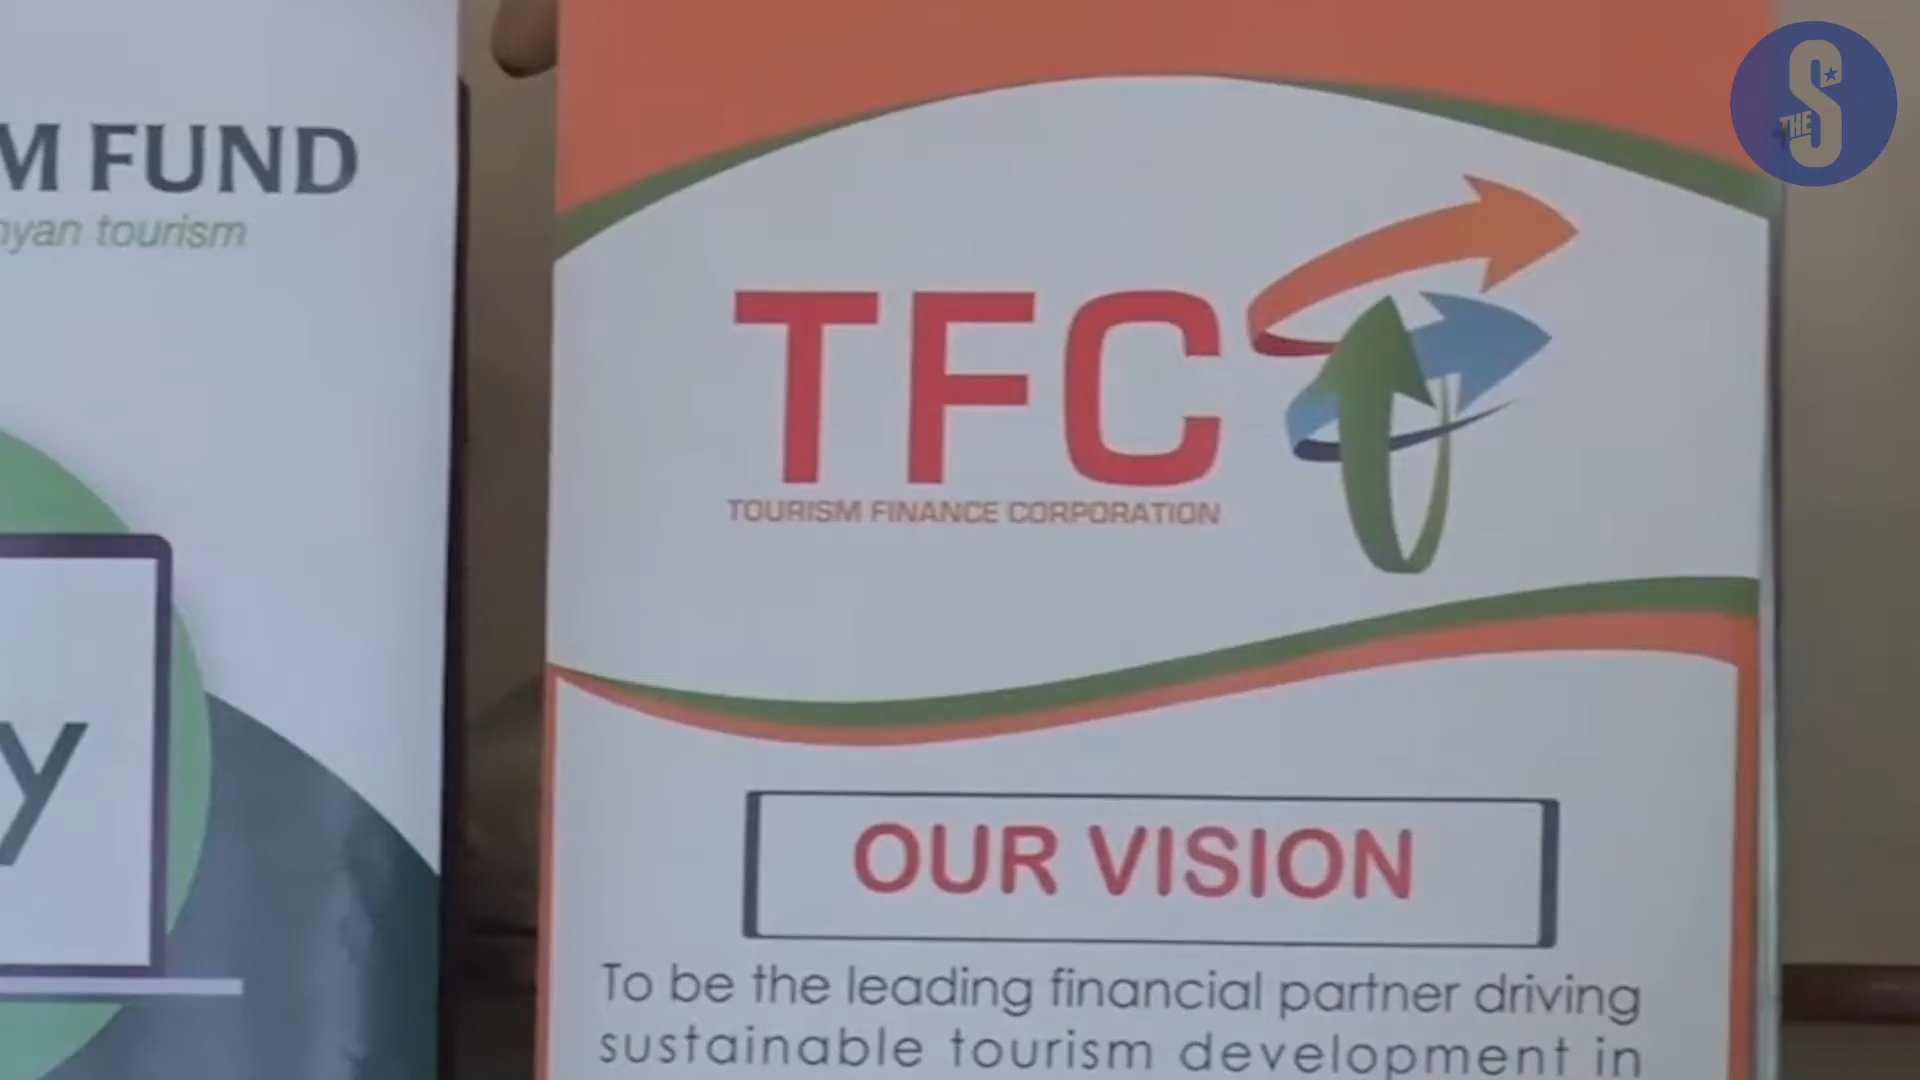 M FUND
nyan tourism
y
TFC
TOURISM FINANCE CORPORATION
OUR VISION
To be the leading financial partner driving
sustainable tourism development in
THE S